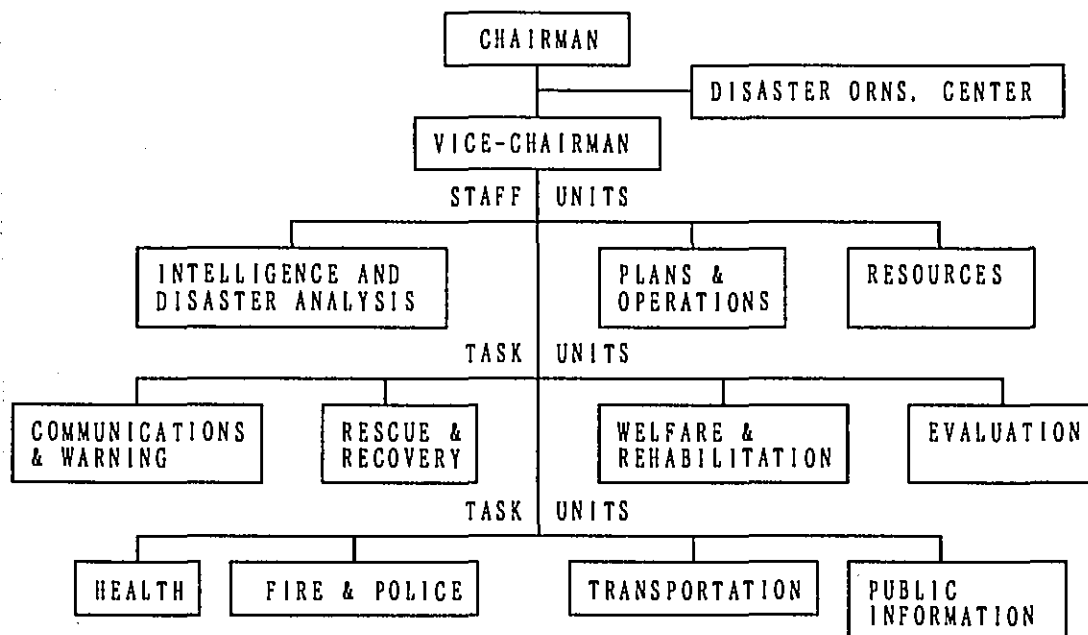 CHAIRMAN
DISASTER ORNS. CENTER
VICE-CHAIRMAN
STAFF UNITS
INTELLIGENCE AND
DISASTER ANALYSIS
PLANS &
OPERATIONS
RESOURCES
TASK UNITS
COMMUNICATIONS
& WARNING
RESCUE &
RECOVERY
WELFARE &
REHABILITATION
EVALUATION
TASK UNITS
HEALTH
FIRE & POLICE
TRANSPORTATION
PUBLIC
INFORMATION